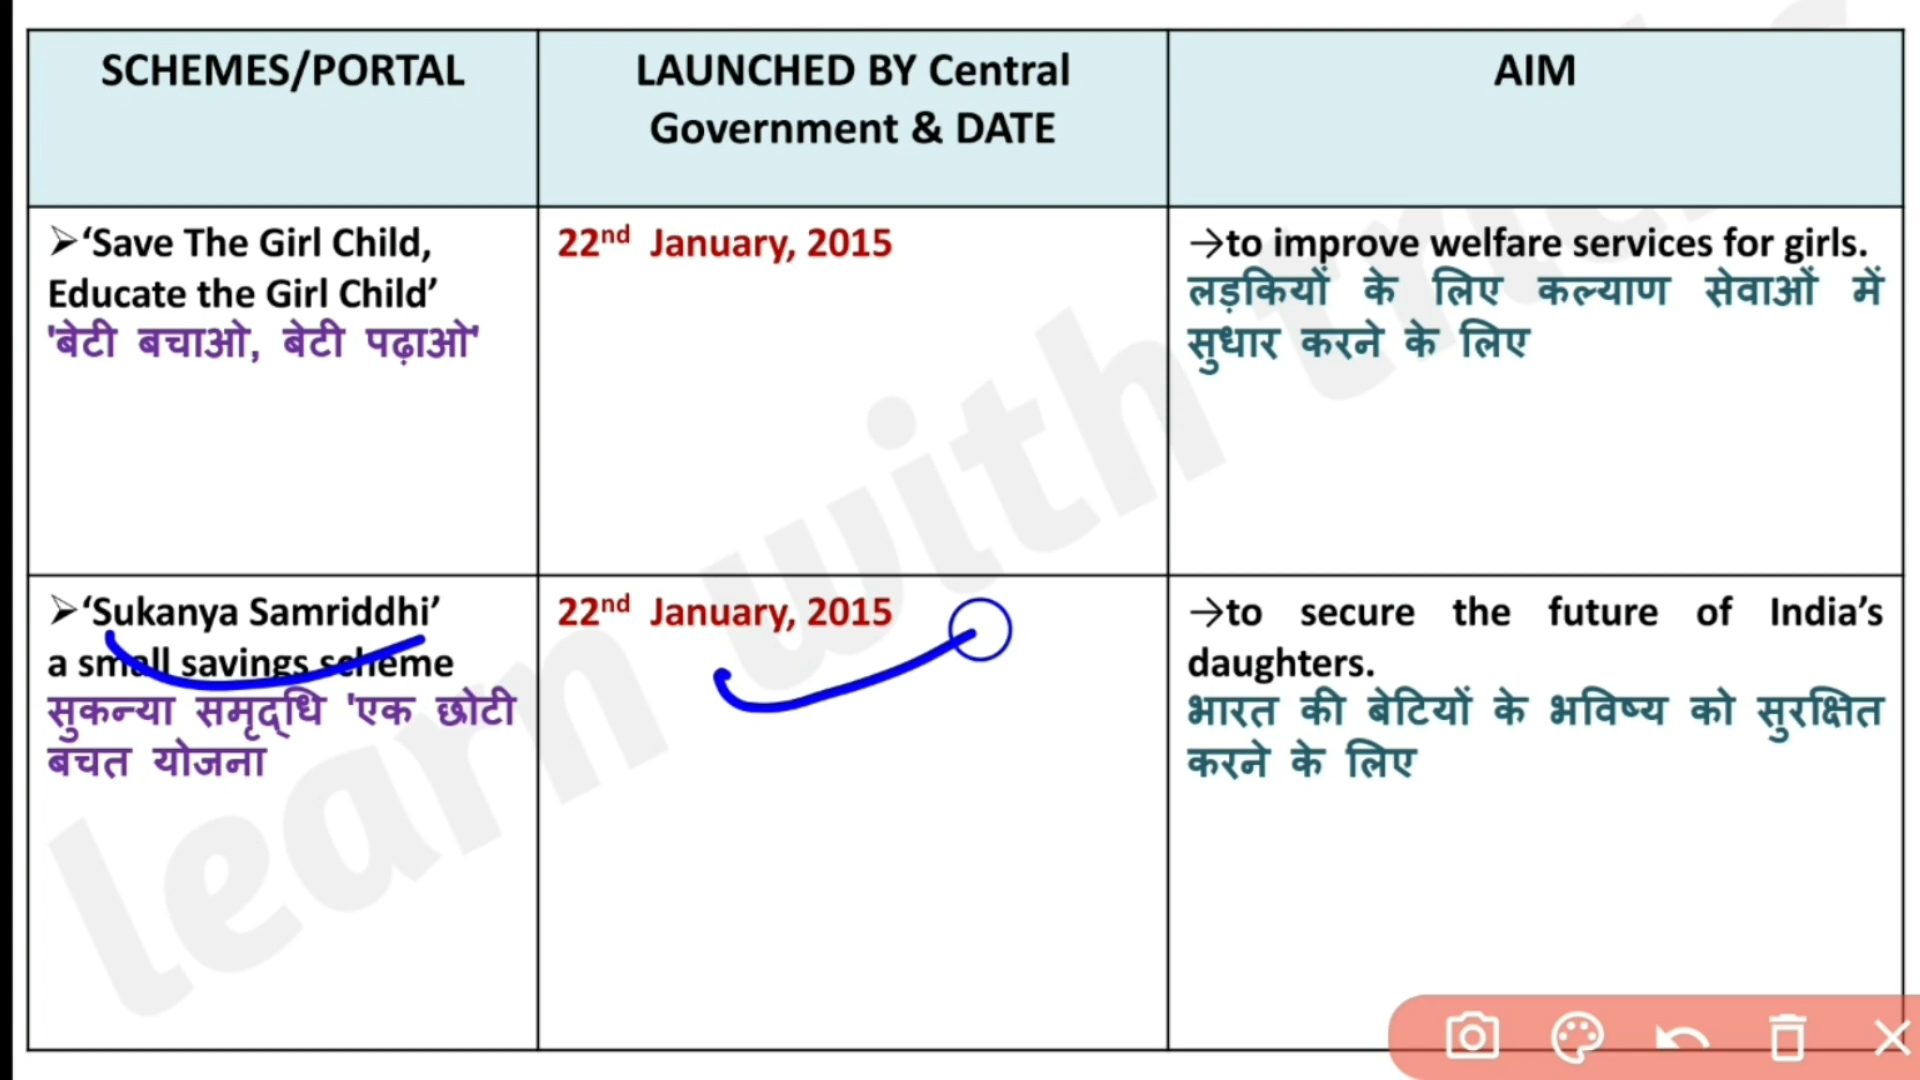 SCHEMES/PORTAL
LAUNCHED BY Central
Government & DATE
AIM
➢‘Save The Girl Child,
Educate the Girl Child’
'बेटी बचाओ, बेटी पढ़ाओ'
22nd January, 2015
→to improve welfare services for girls.
लड़कियों के लिए कल्याण सेवाओं में
सुधार करने के लिए
➢‘Sukanya Samriddhi’
a small savings scheme
सुकन्या समृद्धि 'एक छोटी
बचत योजना
22nd January, 2015
→to secure the future of India’s
daughters.
भारत की बेटियों के भविष्य को सुरक्षित
करने के लिए
learn with